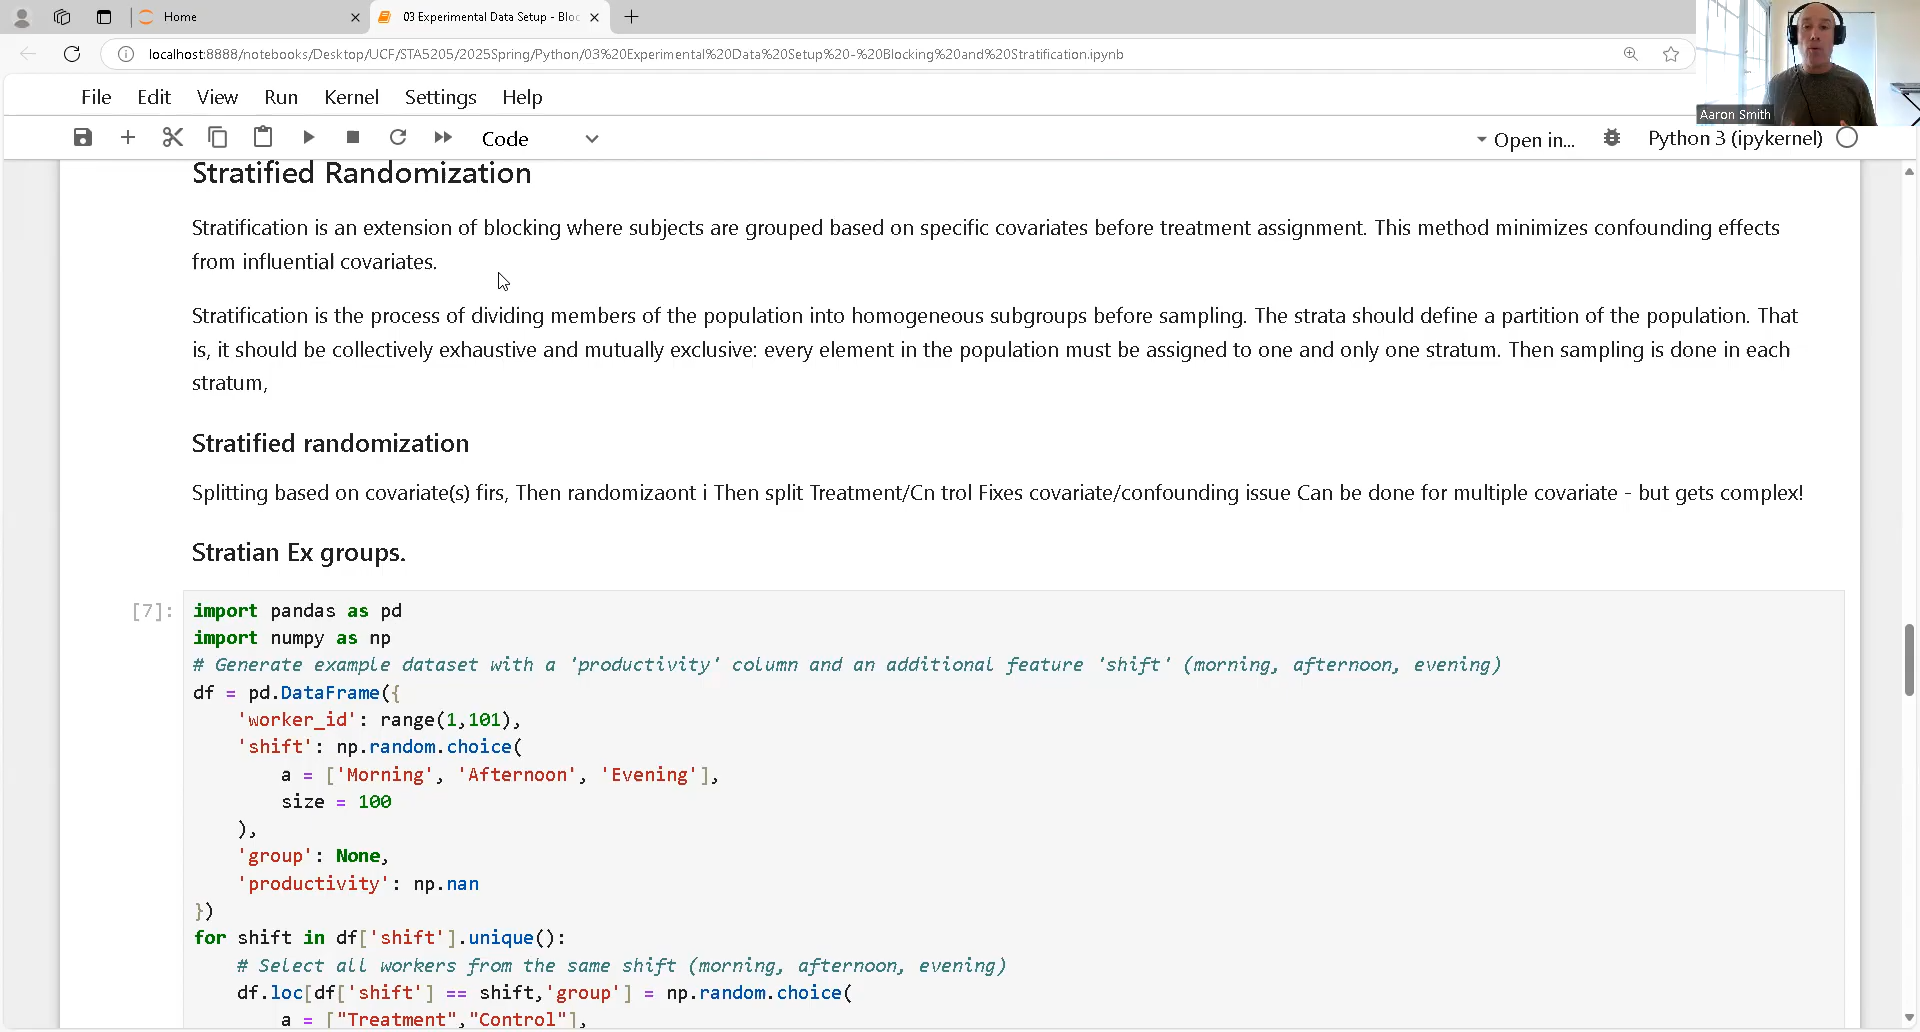 Home
03 Experimental Data Setup - Bloc
localhost:8888/notebooks/Desktop/UCF/STA5205/2025Spring/Python/03%20Experimental%20Data%20Setup%20-%20Blocking%20and%20Stratification.ipynb
Aaron Smith
File Edit View Run Kernel Settings Help
Code
Open in...
Python 3 (ipykernel)
Stratified Randomization
Stratification is an extension of blocking where subjects are grouped based on specific covariates before treatment assignment. This method minimizes confounding effects
from influential covariates.
Stratification is the process of dividing members of the population into homogeneous subgroups before sampling. The strata should define a partition of the population. That
is, it should be collectively exhaustive and mutually exclusive: every element in the population must be assigned to one and only one stratum. Then sampling is done in each
stratum,
Stratified randomization
Splitting based on covariate(s) firs, Then randomizaont i Then split Treatment/Cn trol Fixes covariate/confounding issue Can be done for multiple covariate - but gets complex!
Stratian Ex groups.
[7]:
import pandas as pd
import numpy as np
# Generate example dataset with a 'productivity' column and an additional feature 'shift' (morning, afternoon, evening)
df = pd.DataFrame({
    'worker_id': range(1,101),
    'shift': np.random.choice(
        a = ['Morning', 'Afternoon', 'Evening'],
        size = 100
    ),
    'group': None,
    'productivity': np.nan
})
for shift in df['shift'].unique():
    # Select all workers from the same shift (morning, afternoon, evening)
    df.loc[df['shift'] == shift,'group'] = np.random.choice(
        a = ["Treatment","Control"],